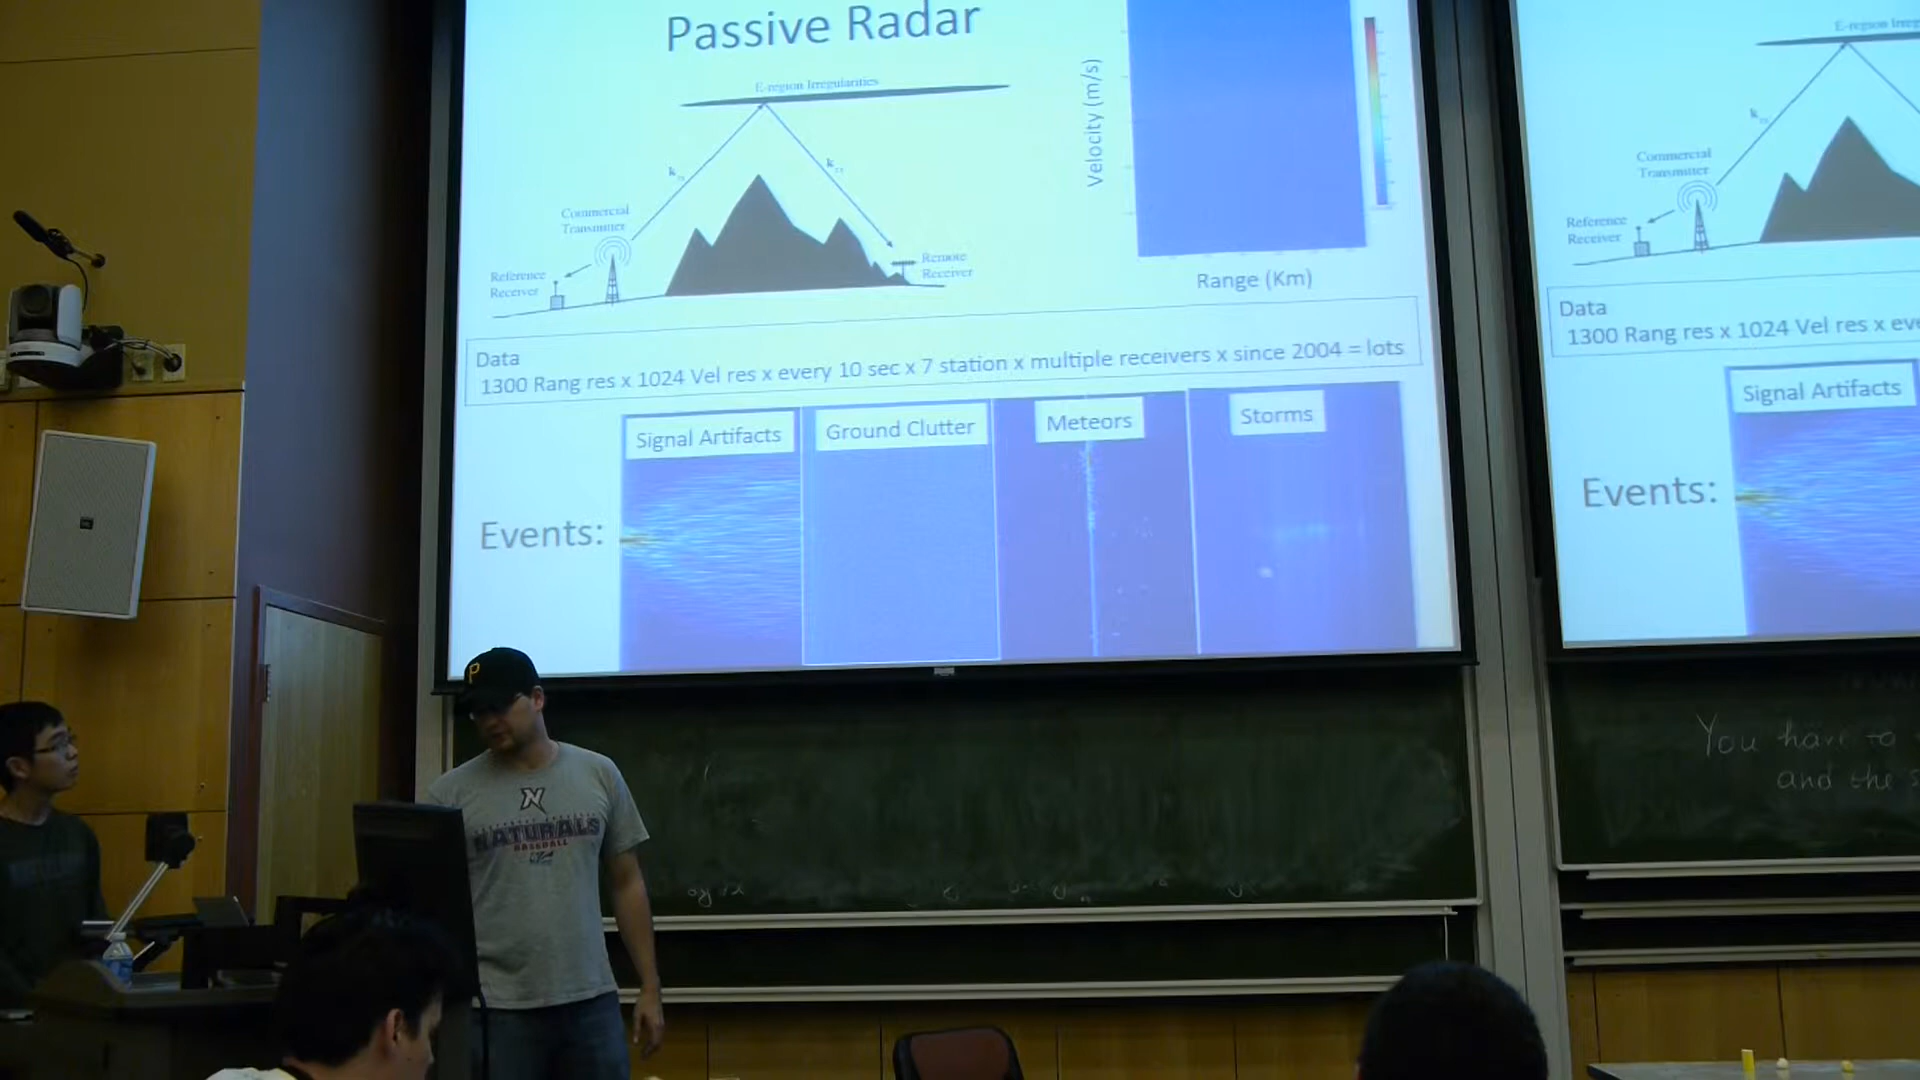 Passive Radar
E-region Irregularities
Commercial
Transmitter
Reference
Receiver
Remote
Receiver
Velocity (m/s)
Range (Km)
Data
1300 Rang res x 1024 Vel res x every 10 sec x 7 station x multiple receivers x since 2004 = lots
Events:
Signal Artifacts
Ground Clutter
Meteors
Storms
E-region Irreg
Commercial
Transmitter
Reference
Receiver
Data
1300 Rang res x 1024 Vel res x eve
Events:
Signal Artifacts
You have to
and the s
P
N
NATURALS
BASEBALL